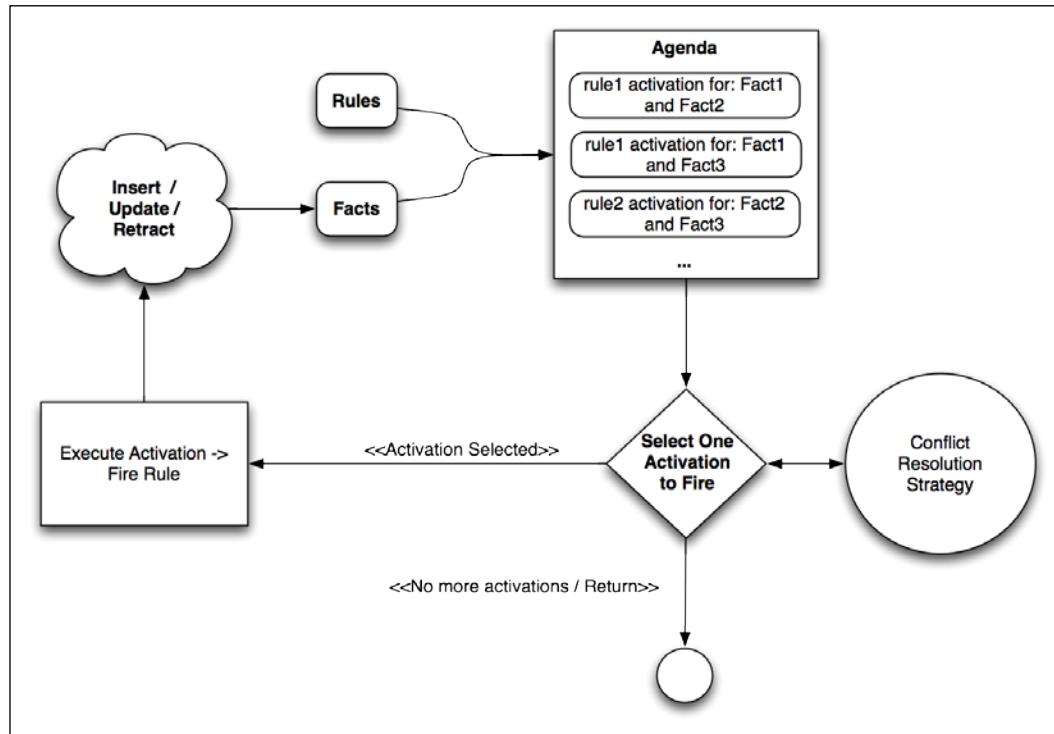 Agenda
rule1 activation for: Fact1
and Fact2
rule1 activation for: Fact1
and Fact3
rule2 activation for: Fact2
and Fact3
...
Rules
Facts
Insert /
Update /
Retract
Execute Activation ->
Fire Rule
<<Activation Selected>>
Select One
Activation
to Fire
Conflict
Resolution
Strategy
<<No more activations / Return>>